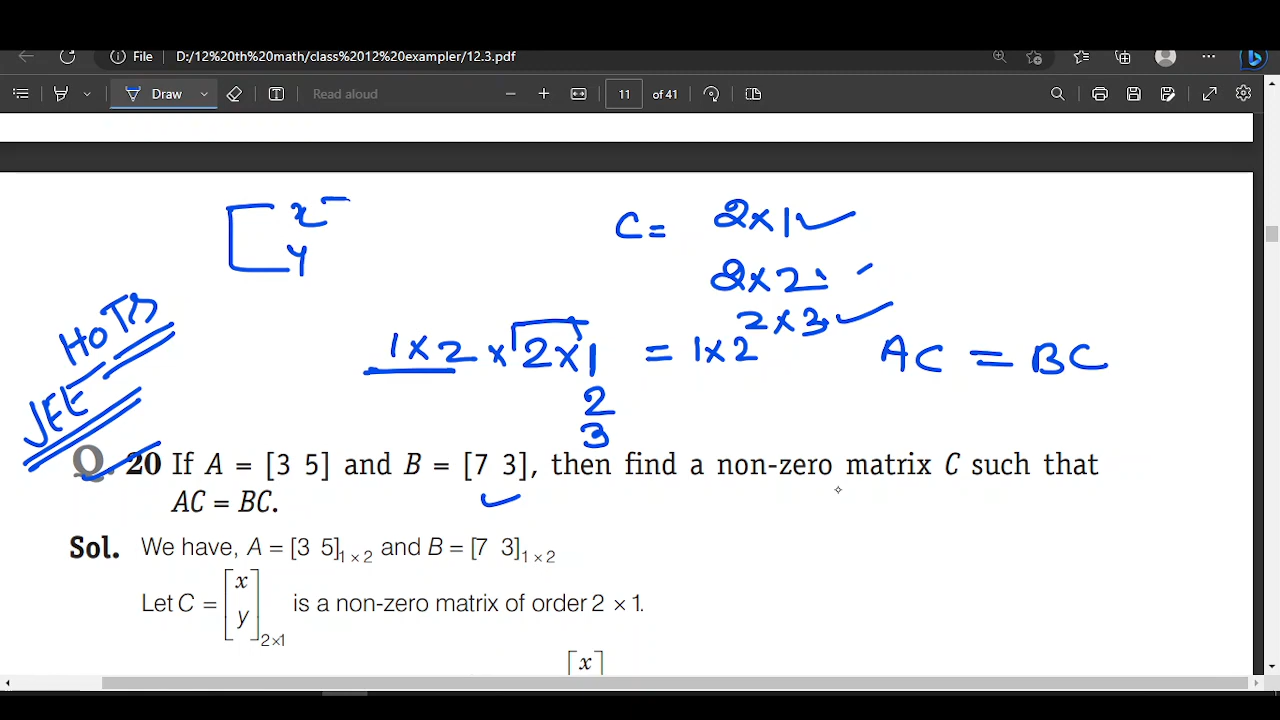 File D:/12%20th%20math/class%2012%20exampler/12.3.pdf
Draw Read aloud 11 of 41
x
y
C = 2×1
2×2
2×3
HOTS
1×2 × 2×1 = 1×2 AC = BC
2
3
JEE
Q. 20 If A = [3 5] and B = [7 3], then find a non-zero matrix C such that
AC = BC.
Sol. We have, A = [3 5]1 × 2 and B = [7 3]1 × 2
Let C = [x y]2×1 is a non-zero matrix of order 2 × 1.
[x]